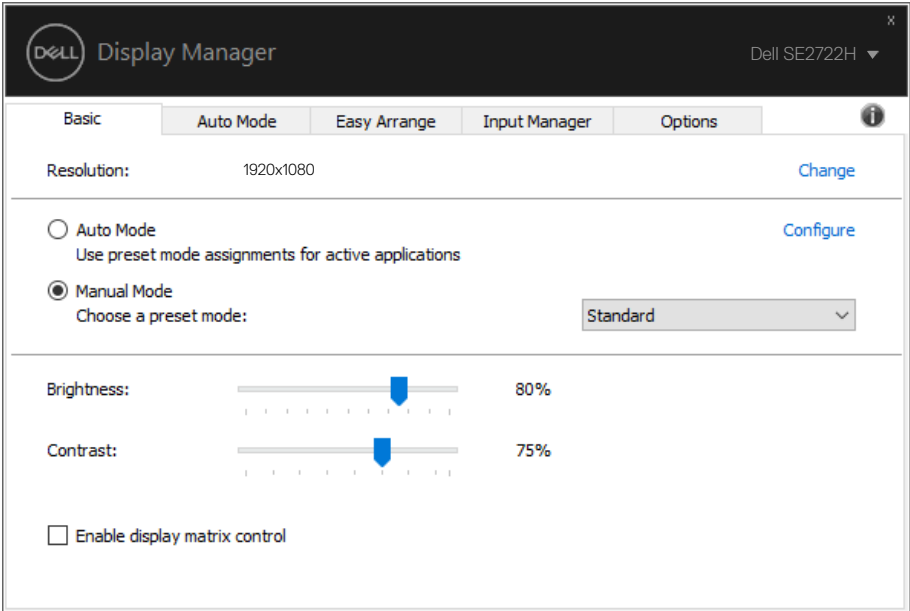 x
DELL Display Manager
Dell SE2722H
Basic Auto Mode Easy Arrange Input Manager Options
Resolution: 1920x1080 Change
Auto Mode Configure
Use preset mode assignments for active applications
Manual Mode
Choose a preset mode: Standard
Brightness: 80%
Contrast: 75%
Enable display matrix control